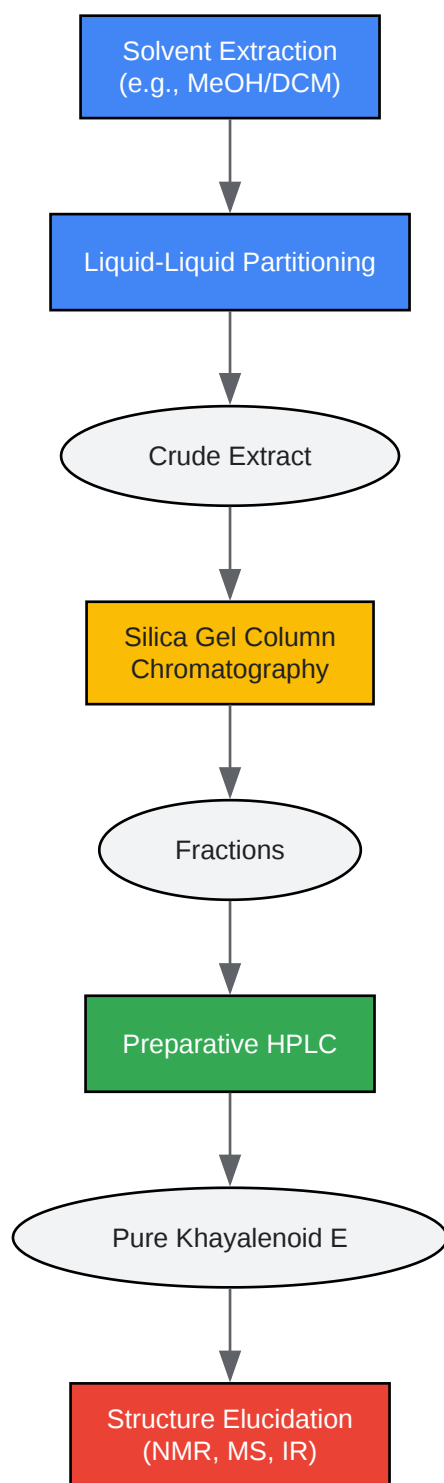 Solvent Extraction
(e.g., MeOH/DCM)
Liquid-Liquid Partitioning
Crude Extract
Silica Gel Column
Chromatography
Fractions
Preparative HPLC
Pure Khayalenoid E
Structure Elucidation
(NMR, MS, IR)